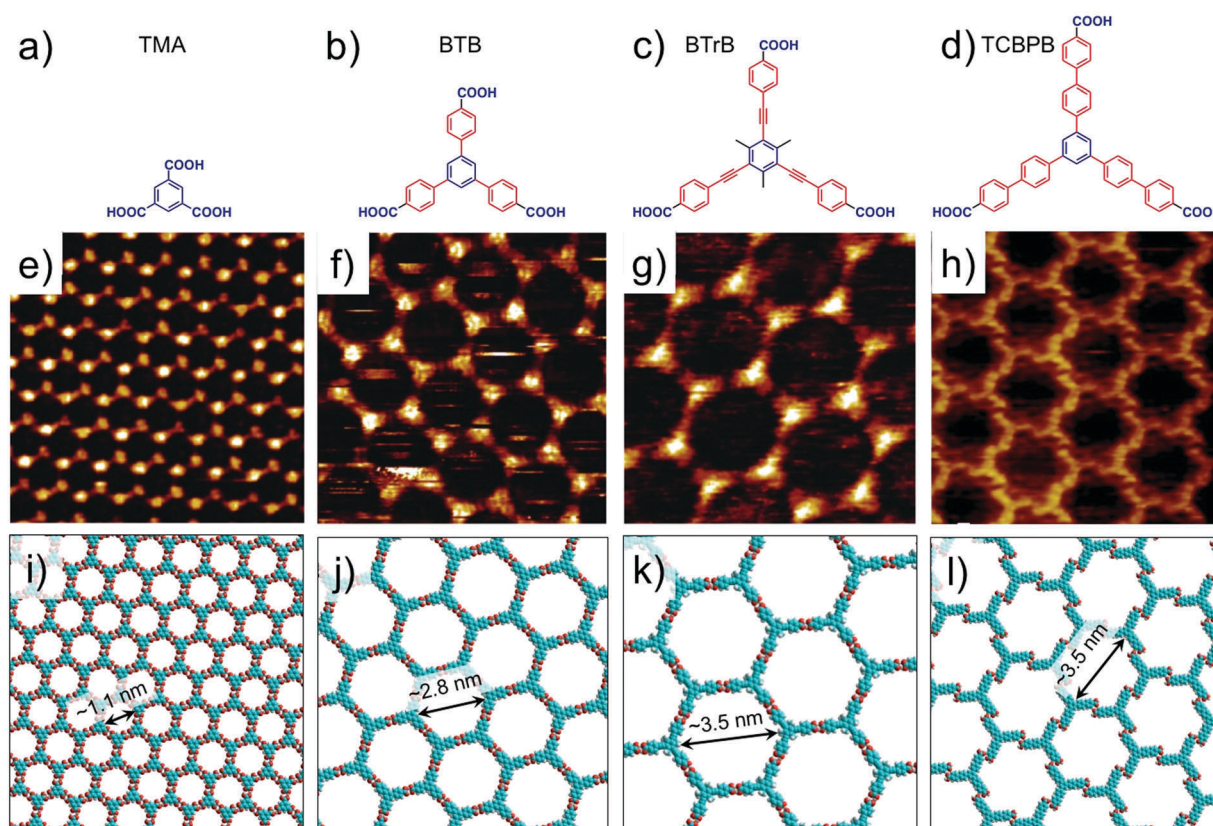 a) TMA
b) BTB
c) BTrB
d) TCBPB
COOH
HOOC
COOH
COOH
HOOC
COOH
COOH
HOOC
COOH
COOH
HOOC
COOH
e)
f)
g)
h)
i)
j)
k)
l)
~1.1 nm
~2.8 nm
~3.5 nm
~3.5 nm